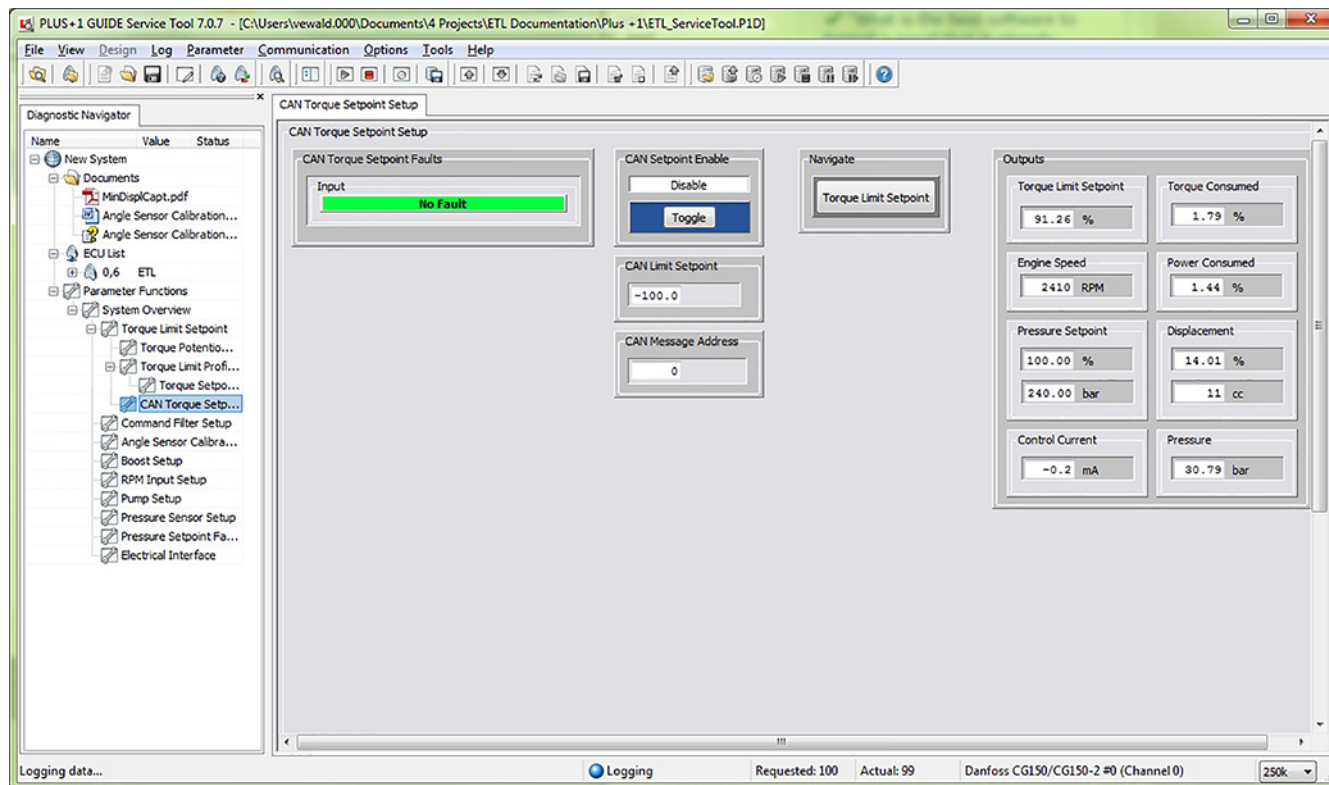 PLUS+1 GUIDE Service Tool 7.0.7 - [C:\Users\vewald.000\Documents\4 Projects\ETL Documentation\Plus +1\ETL_ServiceTool.P1D]
File View Design Log Parameter Communication Options Tools Help
Diagnostic Navigator
Name Value Status
New System
Documents
MinDisplCapt.pdf
Angle Sensor Calibration...
Angle Sensor Calibration...
ECU List
0,6 ETL
Parameter Functions
System Overview
Torque Limit Setpoint
Torque Potentio...
Torque Limit Profi...
Torque Setpo...
CAN Torque Setp...
Command Filter Setup
Angle Sensor Calibra...
Boost Setup
RPM Input Setup
Pump Setup
Pressure Sensor Setup
Pressure Setpoint Fa...
Electrical Interface
CAN Torque Setpoint Setup
CAN Torque Setpoint Setup
CAN Torque Setpoint Faults
Input
No Fault
CAN Setpoint Enable
Disable
Toggle
CAN Limit Setpoint
-100.0
CAN Message Address
0
Navigate
Torque Limit Setpoint
Outputs
Torque Limit Setpoint Torque Consumed
91.26 % 1.79 %
Engine Speed Power Consumed
2410 RPM 1.44 %
Pressure Setpoint Displacement
100.00 % 14.01 %
240.00 bar 11 cc
Control Current Pressure
-0.2 mA 30.79 bar
Logging data... Logging Requested: 100 Actual: 99 Danfoss CG150/CG150-2 #0 (Channel 0) 250k